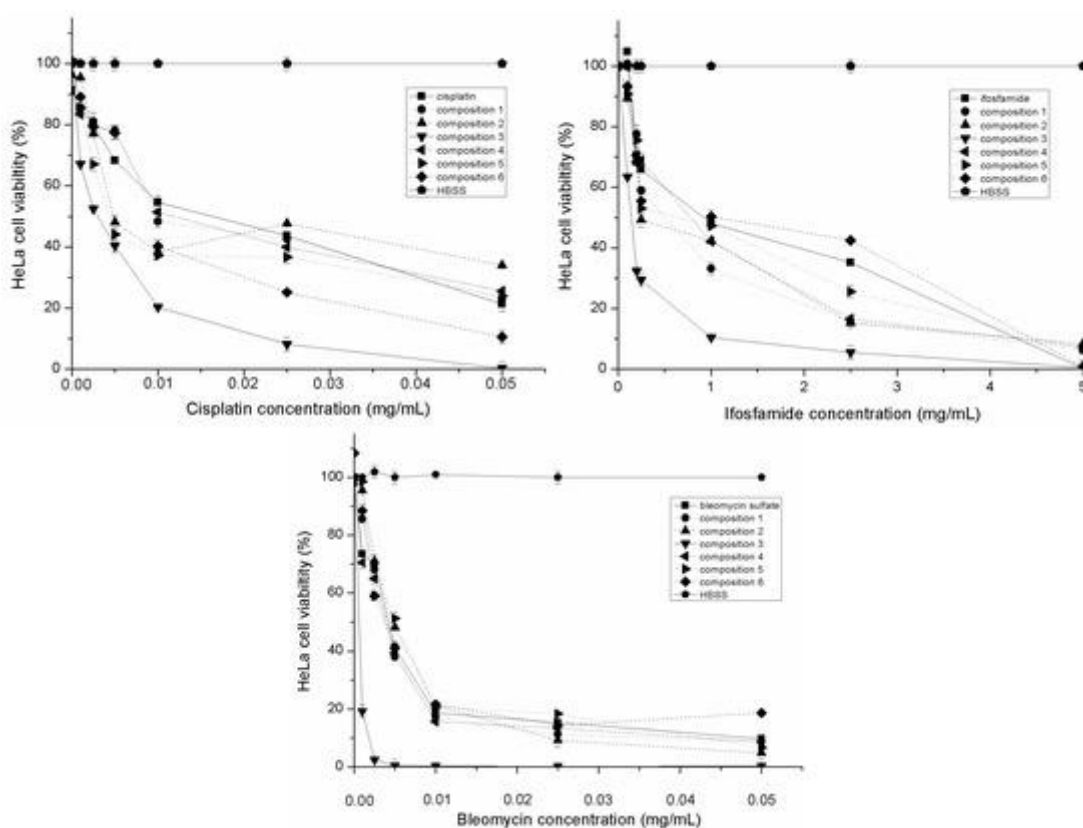 HeLa cell viabiltity (%)
100
80
60
40
20
0
cisplatin
composition 1
composition 2
composition 3
composition 4
composition 5
composition 6
HBSS
0.00 0.01 0.02 0.03 0.04 0.05
Cisplatin concentration (mg/mL)
HeLa cell viabiltity (%)
100
80
60
40
20
0
ifosfamide
composition 1
composition 2
composition 3
composition 4
composition 5
composition 6
HBSS
0 1 2 3 4 5
Ifosfamide concentration (mg/mL)
HeLa cell viabiltity (%)
100
80
60
40
20
0
bleomycin sulfate
composition 1
composition 2
composition 3
composition 4
composition 5
composition 6
HBSS
0.00 0.01 0.02 0.03 0.04 0.05
Bleomycin concentration (mg/mL)